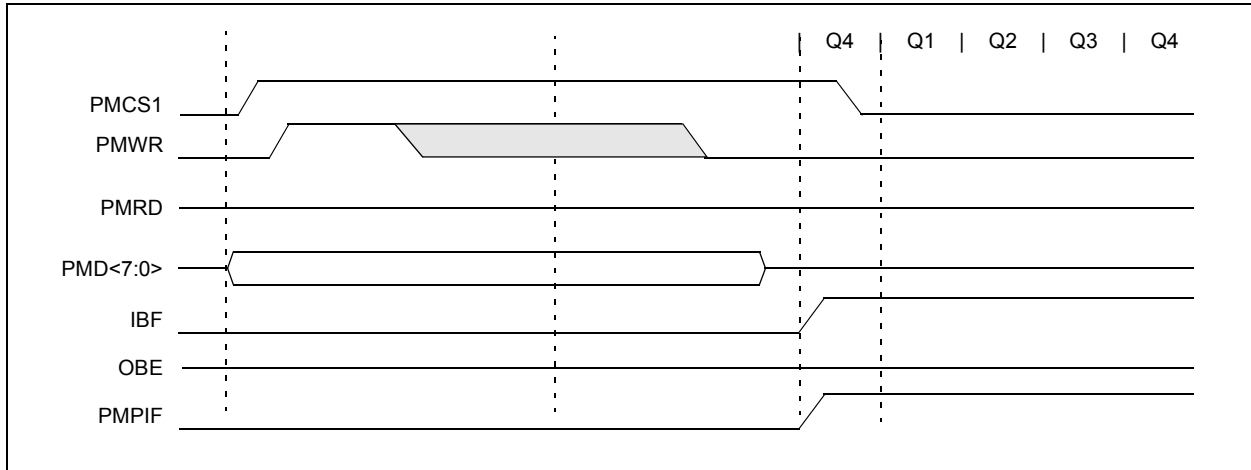 | Q4 | Q1 | Q2 | Q3 | Q4
PMCS1
PMWR
PMRD
PMD<7:0>
IBF
OBE
PMPIF